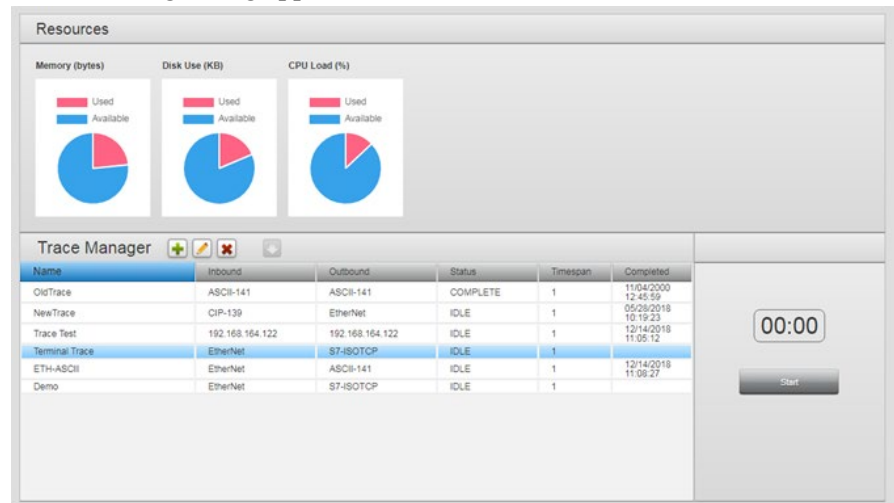 Resources
Memory (bytes) Disk Use (KB) CPU Load (%)
Used Used Used
Available Available Available
Trace Manager
Name Inbound Outbound Status Timespan Completed
OldTrace ASCII-141 ASCII-141 COMPLETE 1 11/04/2000 12:45:59
NewTrace CIP-139 EtherNet IDLE 1 05/28/2018 10:19:23
Trace Test 192.168.164.122 192.168.164.122 IDLE 1 12/14/2018 11:05:12
Terminal Trace EtherNet S7-ISOTCP IDLE 1
ETH-ASCII EtherNet ASCII-141 IDLE 1 12/14/2018 11:08:27
Demo EtherNet S7-ISOTCP IDLE 1
00:00
Start